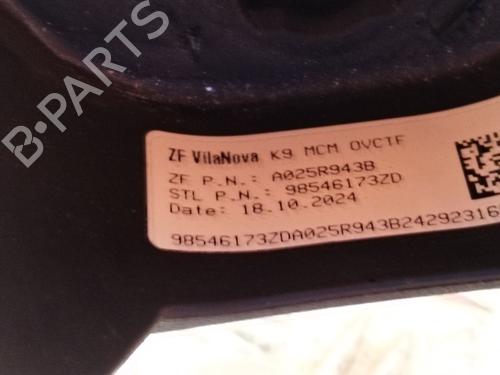 B-PARTS
ZF VilaNova K9 MCM OVCTF
ZF P.N.: A025R943B
STL P.N.: 98546173ZD
Date: 18.10.2024
98546173ZDA025R943B24292316